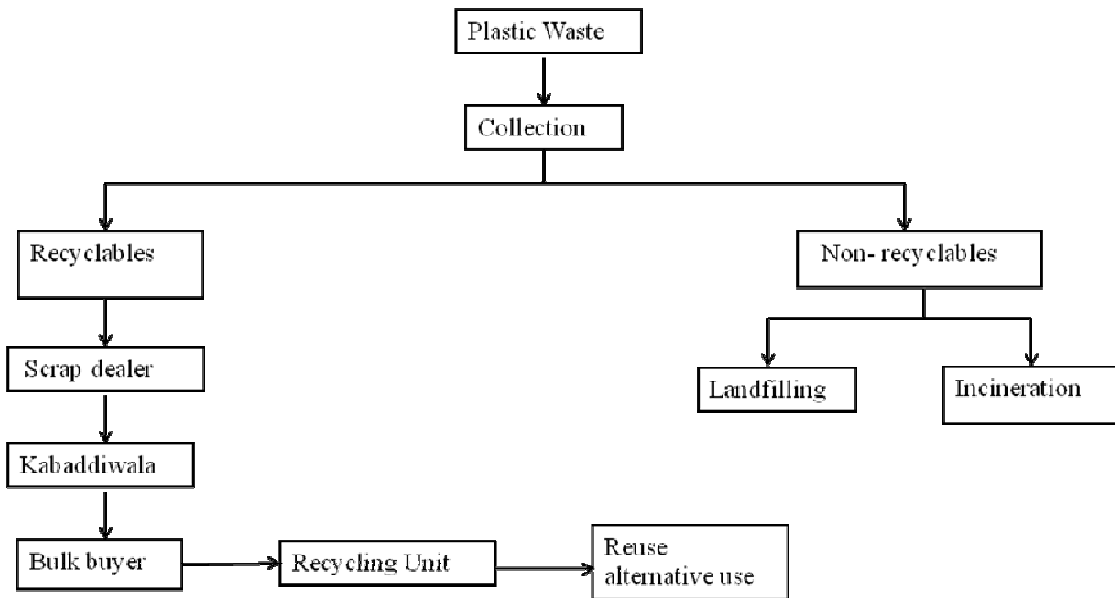 Plastic Waste
Collection
Recyclables
Non- recyclables
Scrap dealer
Landfilling
Incineration
Kabaddiwala
Bulk buyer
Recycling Unit
Reuse
alternative use